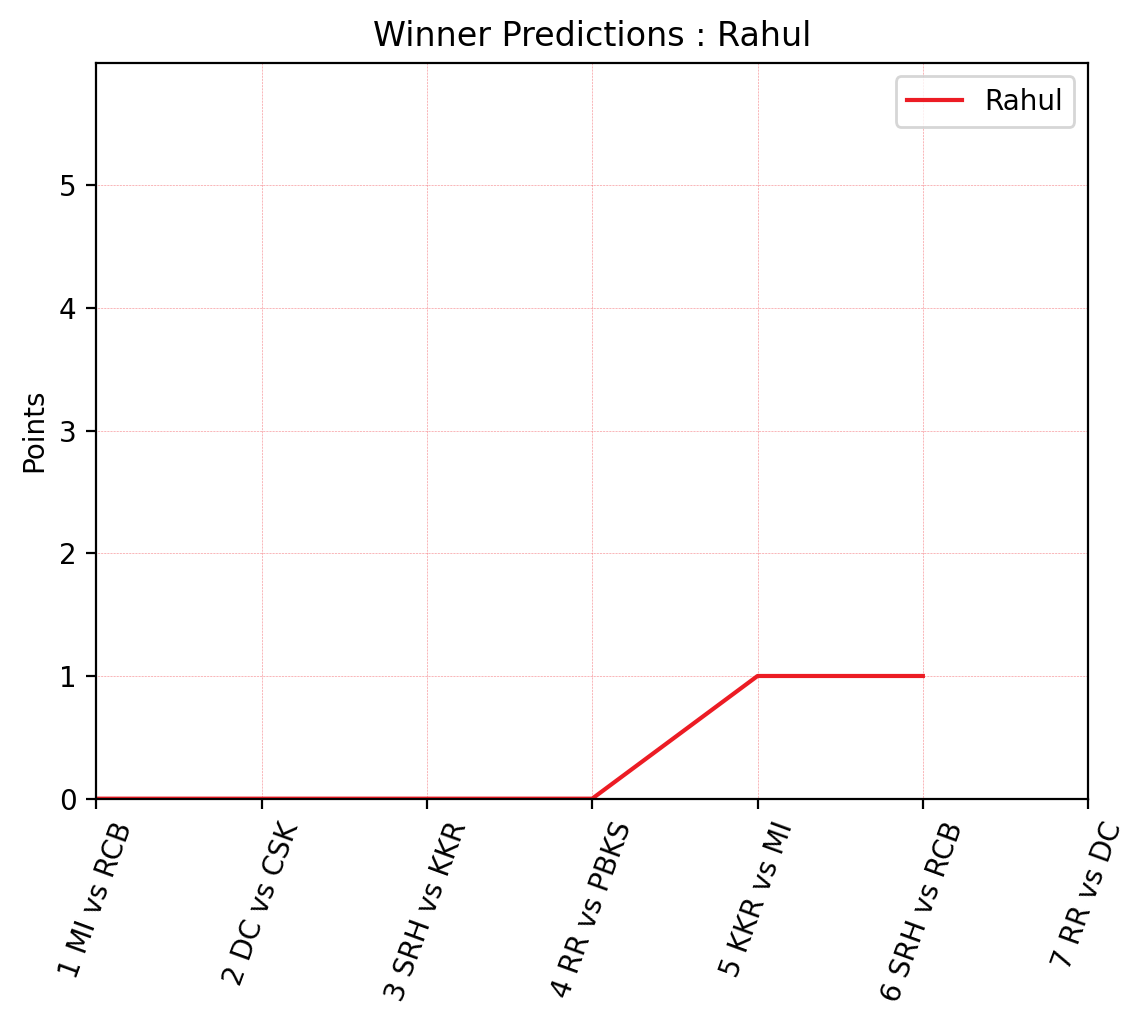 Winner Predictions : Rahul
Rahul
Points
5
4
3
2
1
0
1 MI vs RCB
2 DC vs CSK
3 SRH vs KKR
4 RR vs PBKS
5 KKR vs MI
6 SRH vs RCB
7 RR vs DC